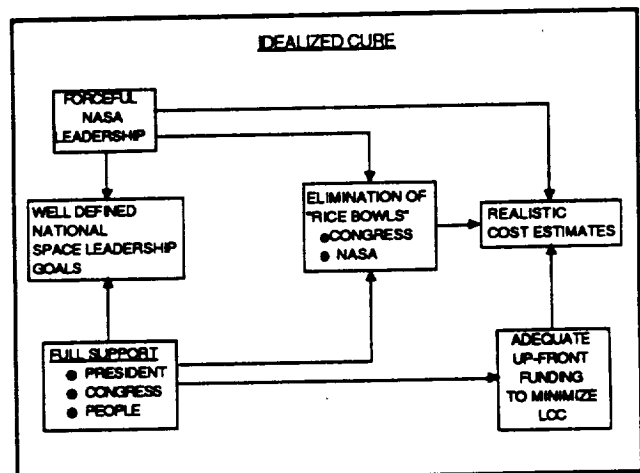 IDEALIZED CURE
FORCEFUL
NASA
LEADERSHIP
WELL DEFINED
NATIONAL
SPACE LEADERSHIP
GOALS
ELIMINATION OF
"RICE BOWLS"
● CONGRESS
● NASA
REALISTIC
COST ESTIMATES
FULL SUPPORT
● PRESIDENT
● CONGRESS
● PEOPLE
ADEQUATE
UP-FRONT
FUNDING
TO MINIMIZE
LCC